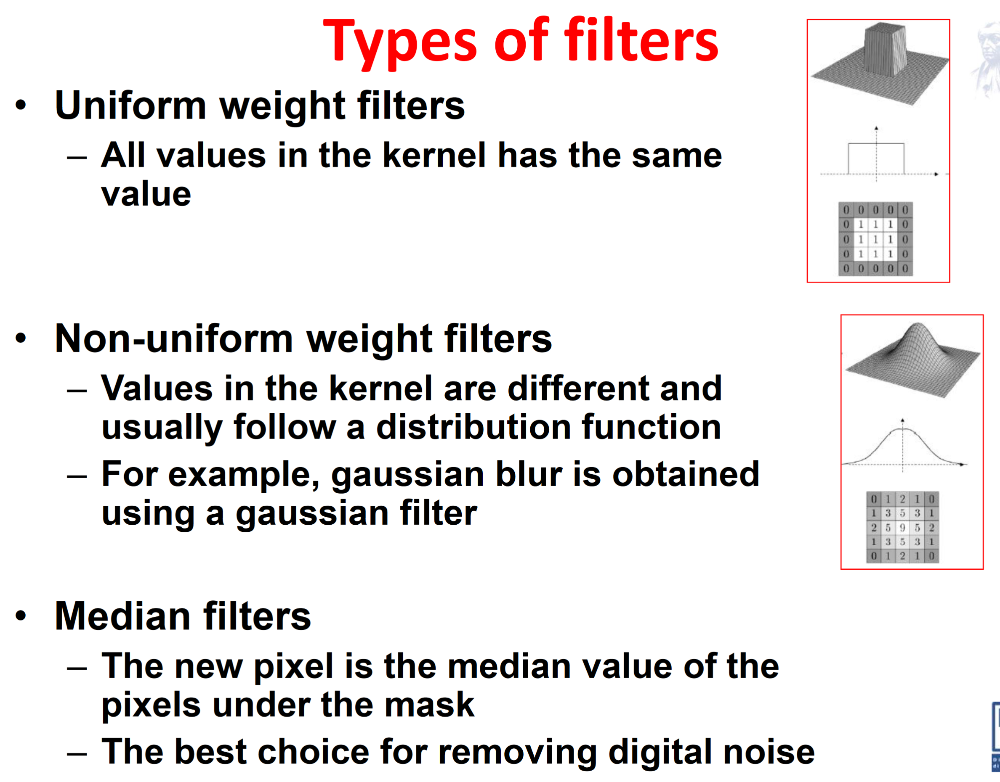 Types of filters
• Uniform weight filters
– All values in the kernel has the same
value
0 0 0 0 0
0 1 1 1 0
0 1 1 1 0
0 1 1 1 0
0 0 0 0 0
• Non-uniform weight filters
– Values in the kernel are different and
usually follow a distribution function
– For example, gaussian blur is obtained
using a gaussian filter
0 1 2 1 0
1 3 5 3 1
2 5 9 5 2
1 3 5 3 1
0 1 2 1 0
• Median filters
– The new pixel is the median value of the
pixels under the mask
– The best choice for removing digital noise